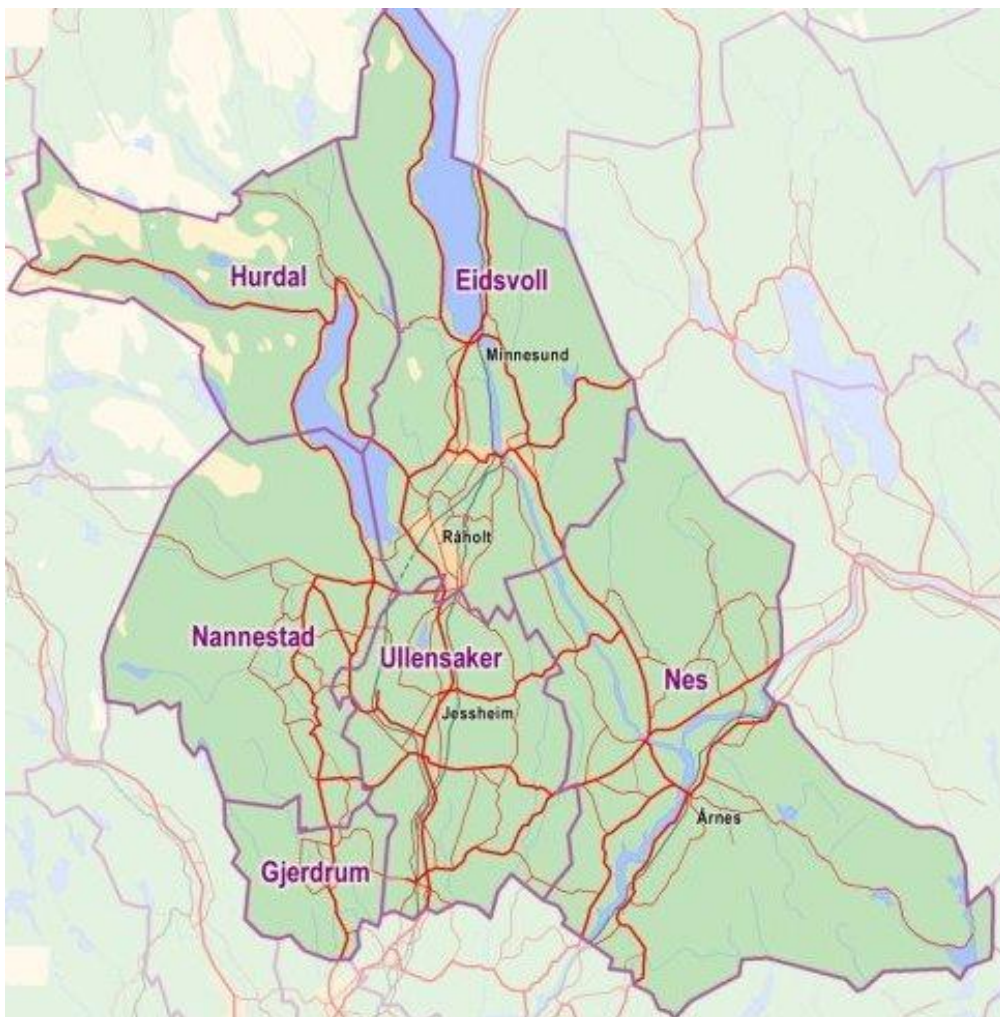 Hurdal
Eidsvoll
Minnesund
Råholt
Nannestad
Ullensaker
Nes
Jessheim
Årnes
Gjerdrum